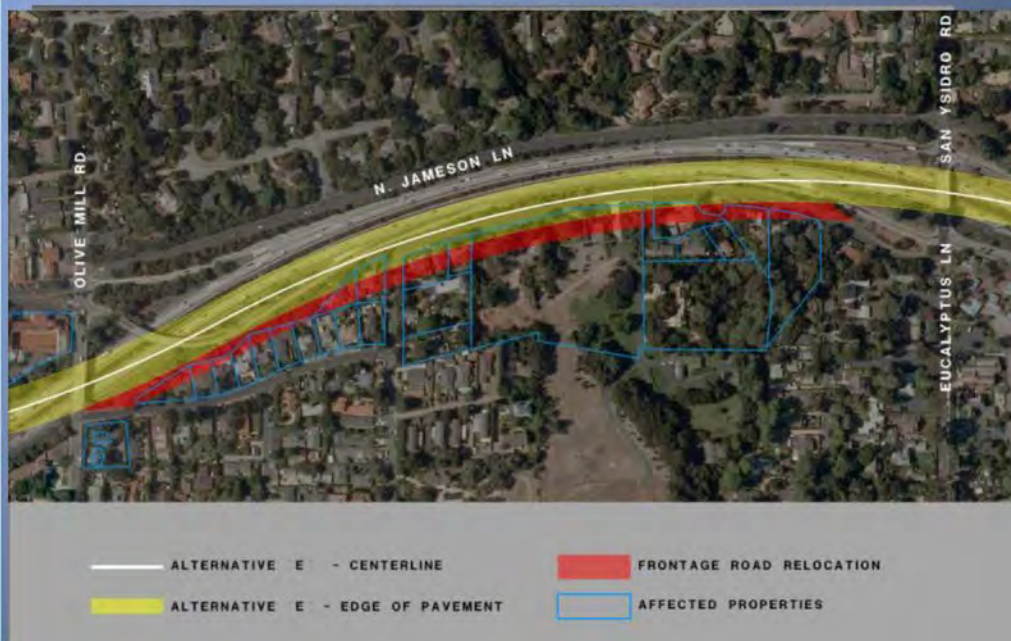 OLIVE MILL RD.
N. JAMESON LN
SAN YSIDRO RD
EUCALYPTUS LN
ALTERNATIVE E - CENTERLINE
ALTERNATIVE E - EDGE OF PAVEMENT
FRONTAGE ROAD RELOCATION
AFFECTED PROPERTIES